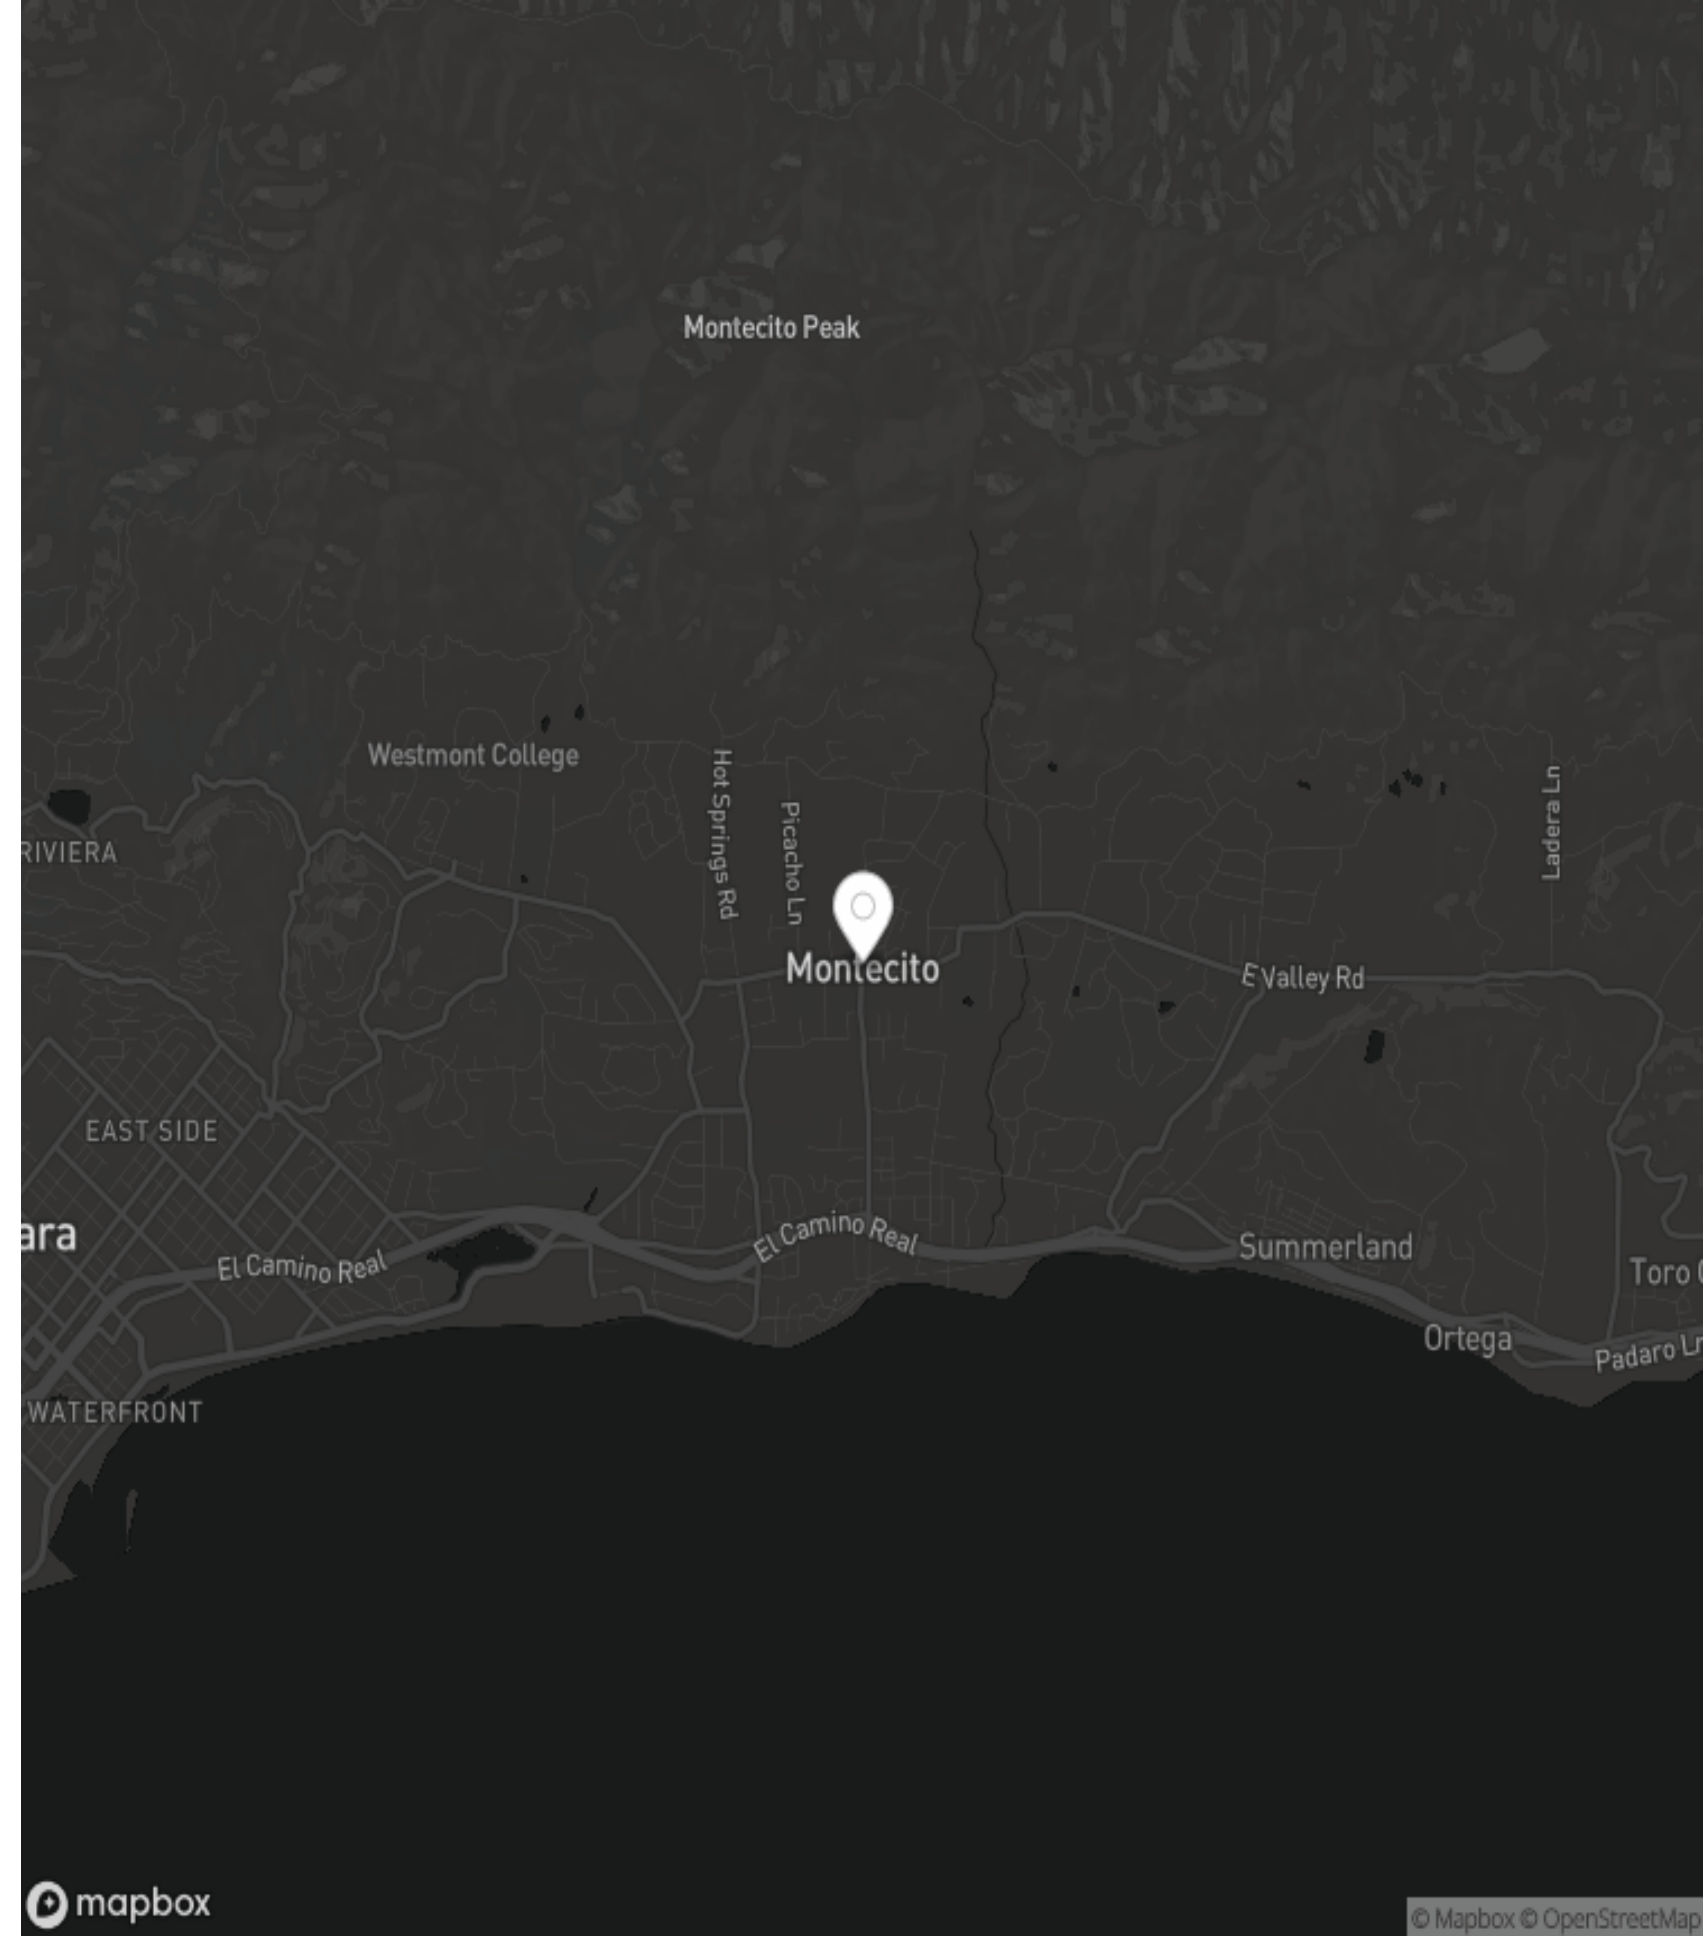 Montecito Peak
Westmont College
Hot Springs Rd
Picacho Ln
Ladera Ln
RIVIERA
Montecito
E Valley Rd
EAST SIDE
ara
El Camino Real
El Camino Real
Summerland
Toro
Ortega
Padaro Ln
WATERFRONT
mapbox
© Mapbox © OpenStreetMap